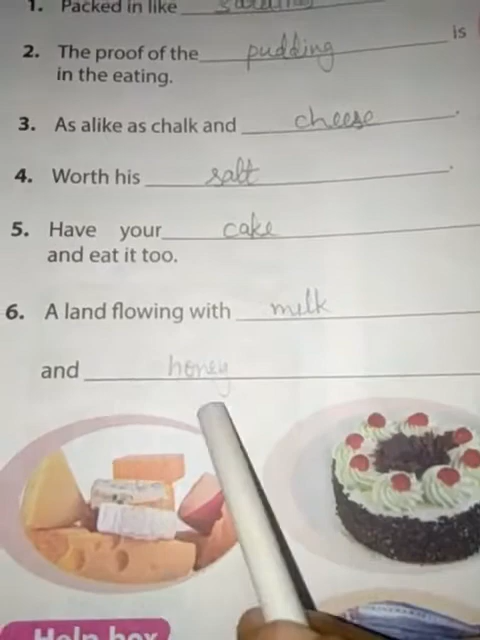 1. Packed in like sardines
2. The proof of the pudding is
in the eating.
3. As alike as chalk and cheese.
4. Worth his salt.
5. Have your cake
and eat it too.
6. A land flowing with milk
and honey
Help box